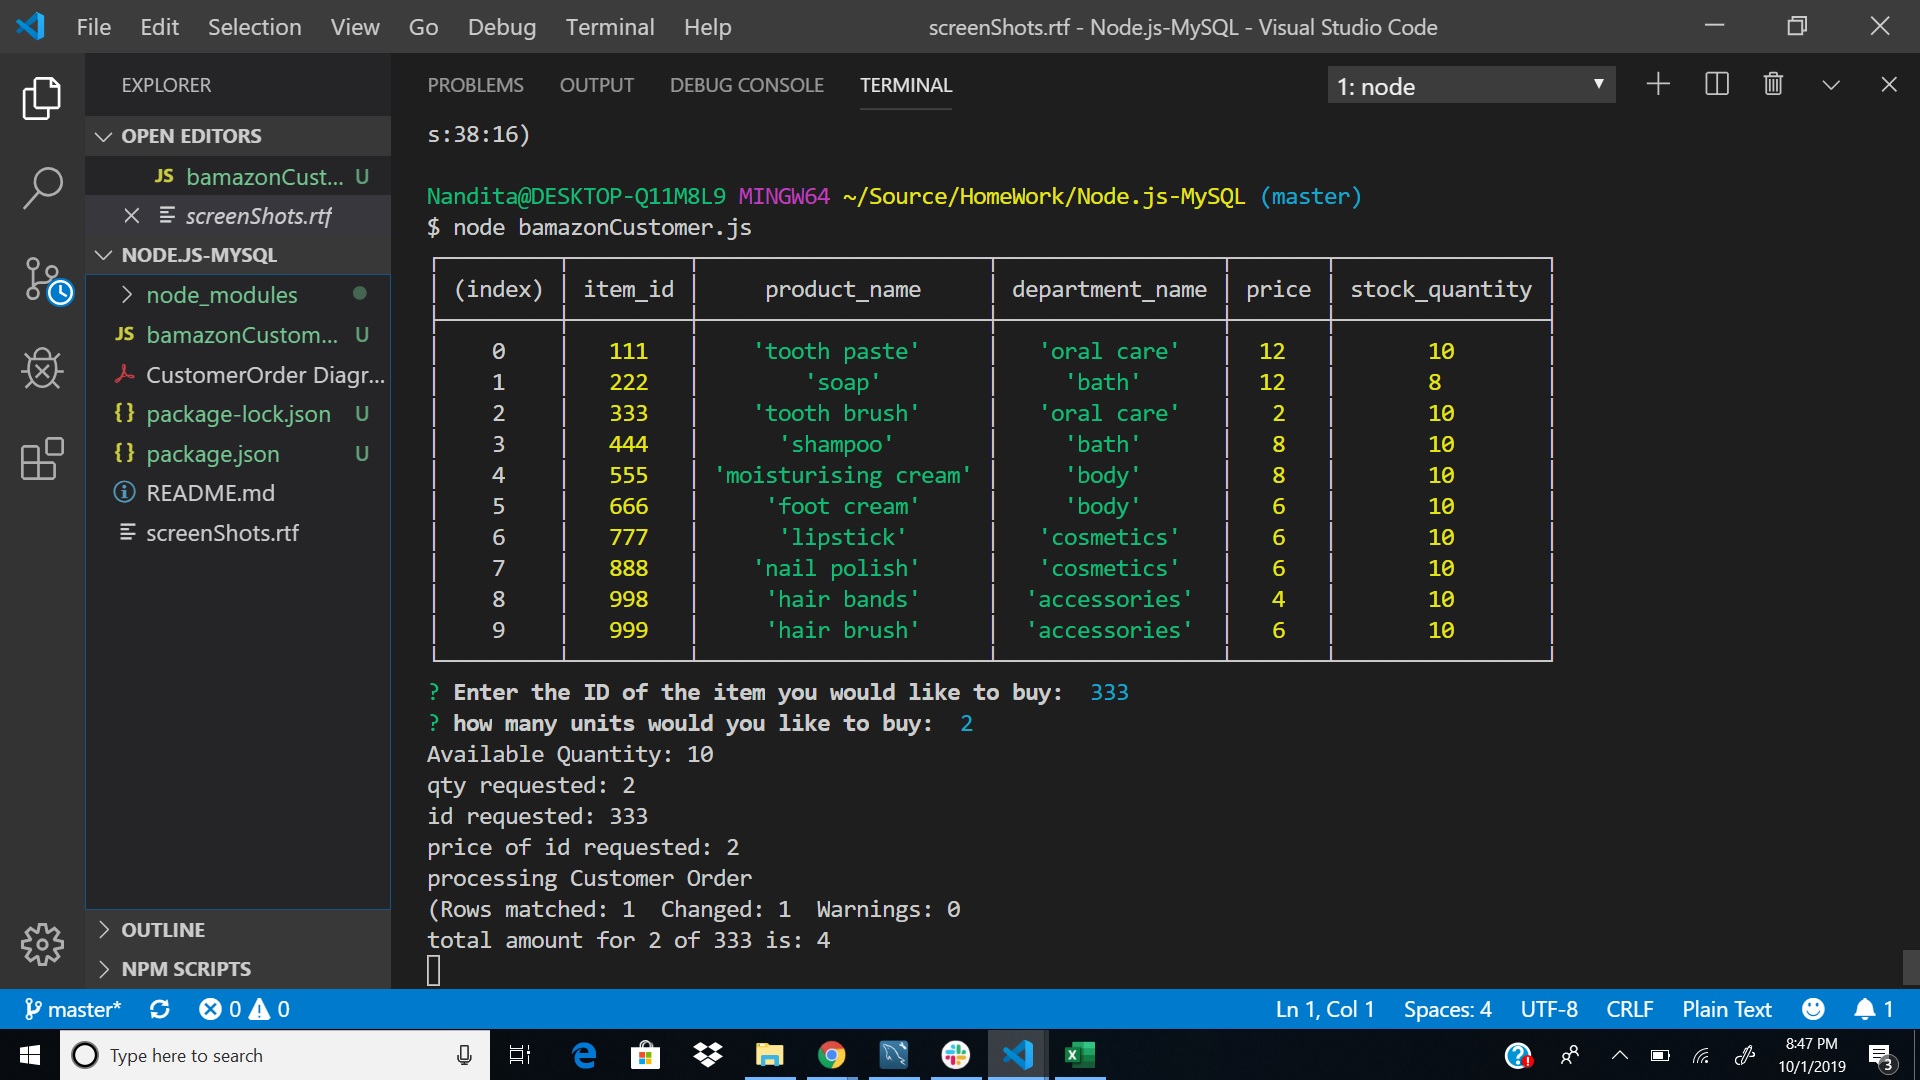 File Edit Selection View Go Debug Terminal Help
screenShots.rtf - Node.js-MySQL - Visual Studio Code
EXPLORER
OPEN EDITORS
JS bamazonCust... U
screenShots.rtf
NODE.JS-MYSQL
node_modules
JS bamazonCustom... U
CustomerOrder Diagr...
{} package-lock.json U
{} package.json U
README.md
screenShots.rtf
OUTLINE
NPM SCRIPTS
PROBLEMS OUTPUT DEBUG CONSOLE TERMINAL
1: node
s:38:16)
Nandita@DESKTOP-Q11M8L9 MINGW64 ~/Source/HomeWork/Node.js-MySQL (master)
$ node bamazonCustomer.js
(index) item_id product_name department_name price stock_quantity
0 111 'tooth paste' 'oral care' 12 10
1 222 'soap' 'bath' 12 8
2 333 'tooth brush' 'oral care' 2 10
3 444 'shampoo' 'bath' 8 10
4 555 'moisturising cream' 'body' 8 10
5 666 'foot cream' 'body' 6 10
6 777 'lipstick' 'cosmetics' 6 10
7 888 'nail polish' 'cosmetics' 6 10
8 998 'hair bands' 'accessories' 4 10
9 999 'hair brush' 'accessories' 6 10
? Enter the ID of the item you would like to buy: 333
? how many units would you like to buy: 2
Available Quantity: 10
qty requested: 2
id requested: 333
price of id requested: 2
processing Customer Order
(Rows matched: 1 Changed: 1 Warnings: 0
total amount for 2 of 333 is: 4
master* 0 0
Ln 1, Col 1 Spaces: 4 UTF-8 CRLF Plain Text 1
Type here to search
8:47 PM
10/1/2019
3